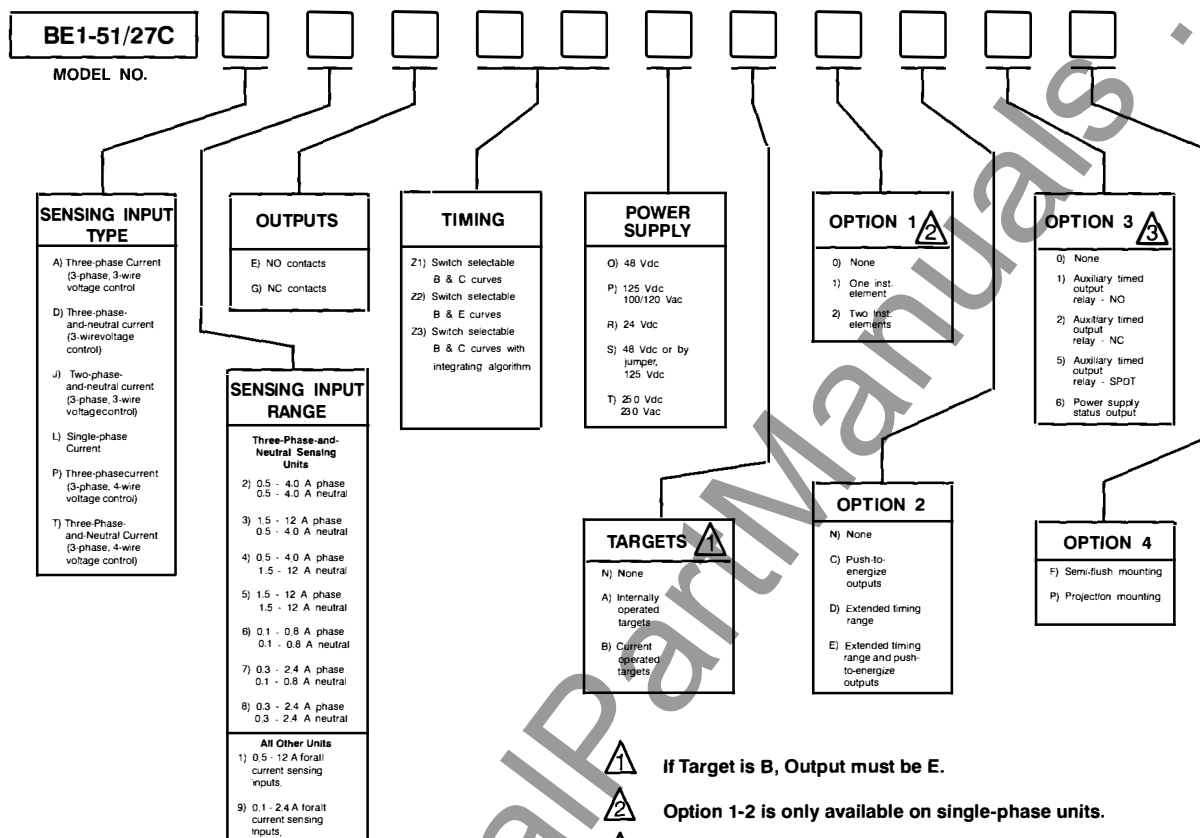 BE1-51/27C
MODEL NO.
SENSING INPUT
TYPE
A) Three-phase Current
(3-phase, 3-wire
voltage control
D) Three-phase-
and-neutral current
(3-wirevoltage
control)
J) Two-phase-
and-neutral current
(3-phase, 3-wire
voltagecontrol)
L) Single-phase
Current
P) Three-phasecurrent
(3-phase, 4-wire
voltage control)
T) Three-Phase-
and-Neutral Current
(3-phase, 4-wire
voltage control)
SENSING INPUT
RANGE
Three-Phase-and-
Neutral Sensing
Units
2) 0.5 - 4.0 A phase
0.5 - 4.0 A neutral
3) 1.5 - 12 A phase
0.5 - 4.0 A neutral
4) 0.5 - 4.0 A phase
1.5 - 12 A neutral
5) 1.5 - 12 A phase
1.5 - 12 A neutral
6) 0.1 - 0.8 A phase
0.1 - 0.8 A neutral
7) 0.3 - 2.4 A phase
0.1 - 0.8 A neutral
8) 0.3 - 2.4 A phase
0.3 - 2.4 A neutral
All Other Units
1) 0.5 - 12 A forall
current sensing
inputs.
9) 0.1 - 2.4 A forall
current sensing
inputs.
OUTPUTS
E) NO contacts
G) NC contacts
TIMING
Z1) Switch selectable
B & C curves
Z2) Switch selectable
B & E curves
Z3) Switch selectable
B & C curves with
integrating algorithm
POWER
SUPPLY
O) 48 Vdc
P) 125 Vdc
100/120 Vac
R) 24 Vdc
S) 48 Vdc or by
jumper,
125 Vdc
T) 250 Vdc
230 Vac
TARGETS 1
N) None
A) Internally
operated
targets
B) Current
operated
targets
OPTION 1 2
0) None
1) One inst.
element
2) Two inst.
elements
OPTION 2
N) None
C) Push-to-
energize
outputs
D) Extended timing
range
E) Extended timing
range and push-
to-energize
outputs
OPTION 3 3
0) None
1) Auxiliary timed
output
relay - NO
2) Auxiliary timed
output
relay - NC
5) Auxiliary timed
output
relay - SPDT
6) Power supply
status output
OPTION 4
F) Semi-flush mounting
P) Projection mounting
1 If Target is B, Output must be E.
2 Option 1-2 is only available on single-phase units.
alPartManuals .